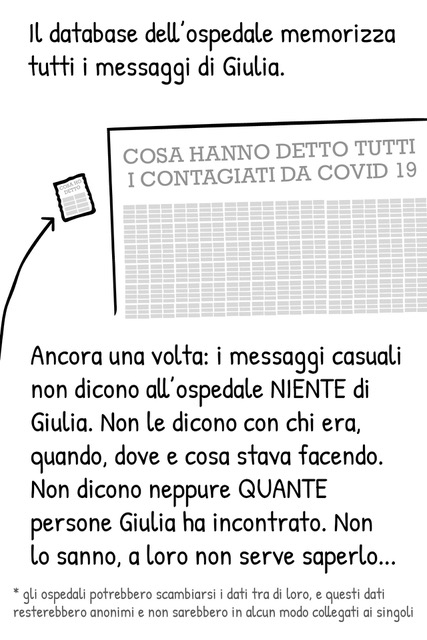 Il database dell'ospedale memorizza
tutti i messaggi di Giulia.
COSA HANNO DETTO TUTTI
I CONTAGIATI DA COVID 19
COSA HAI
DETTO
Ancora una volta: i messaggi casuali
non dicono all'ospedale NIENTE di
Giulia. Non le dicono con chi era,
quando, dove e cosa stava facendo.
Non dicono neppure QUANTE
persone Giulia ha incontrato. Non
lo sanno, a loro non serve saperlo...
* gli ospedali potrebbero scambiarsi i dati tra di loro, e questi dati
resterebbero anonimi e non sarebbero in alcun modo collegati ai singoli